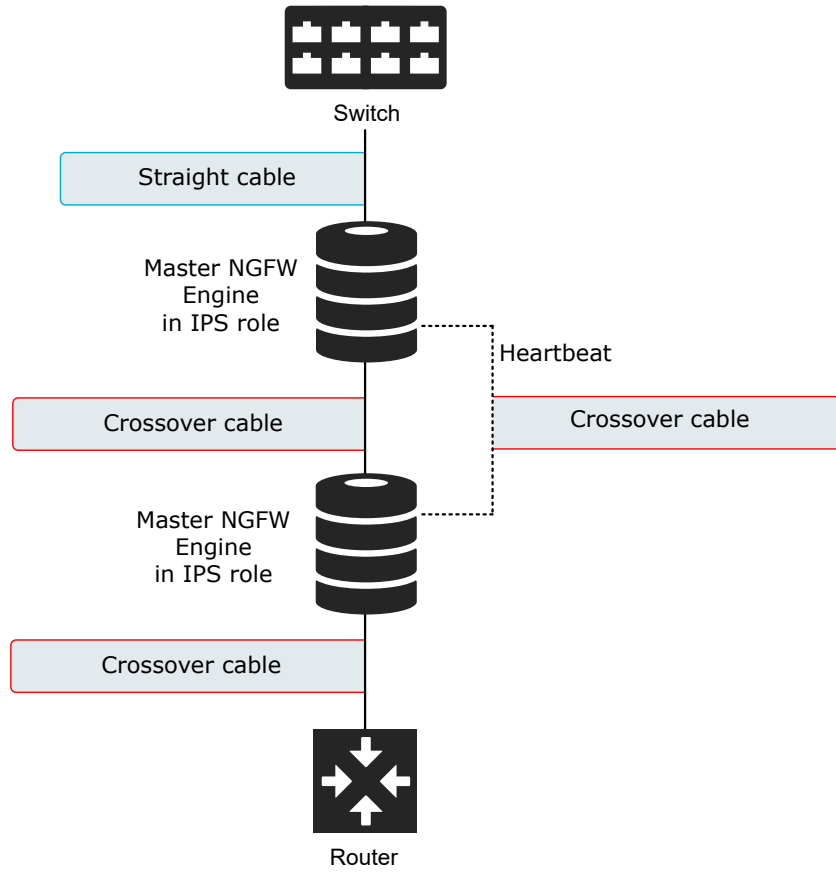 Switch
Straight cable
Master NGFW
Engine
in IPS role
Heartbeat
Crossover cable
Crossover cable
Master NGFW
Engine
in IPS role
Crossover cable
Router